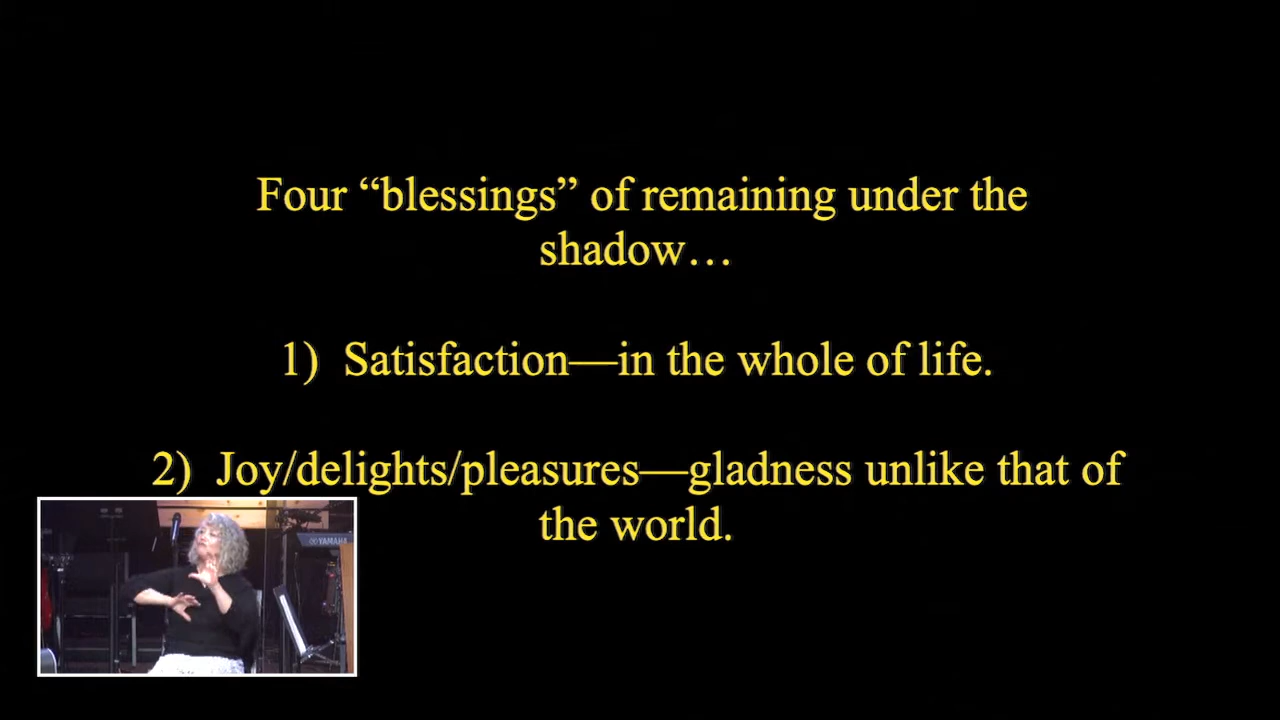 Four “blessings” of remaining under the
shadow…
1) Satisfaction—in the whole of life.
2) Joy/delights/pleasures—gladness unlike that of
the world.
YAMAHA